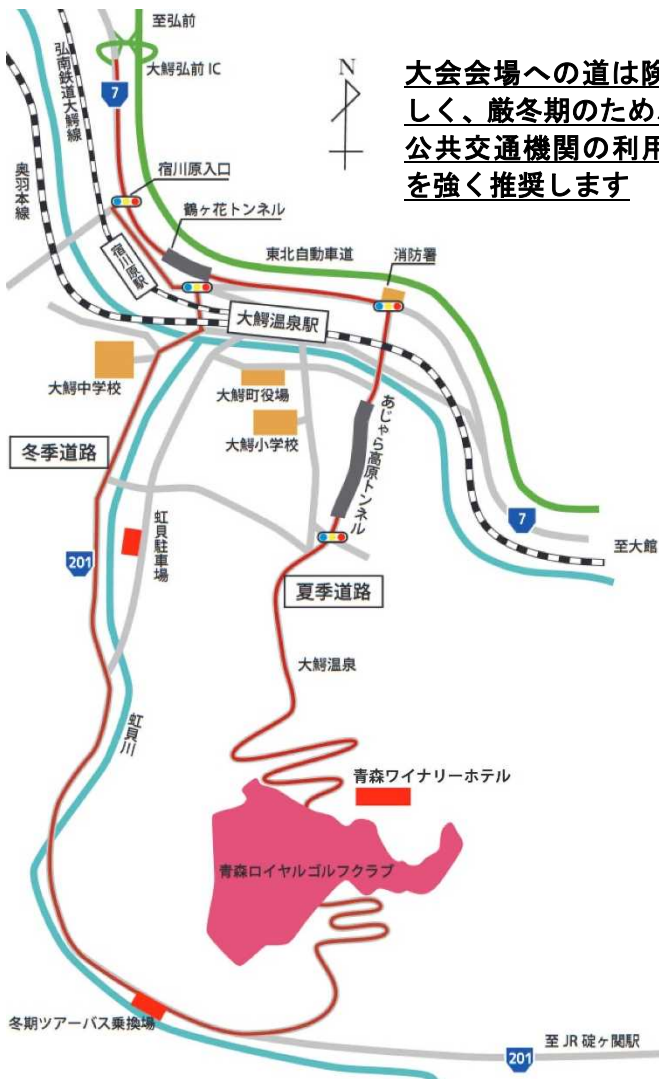 至弘前
弘南鉄道大鰐線
大鰐弘前 IC
7
N
大会会場への道は険
しく、厳冬期のため
公共交通機関の利用
を強く推奨します
奥羽本線
宿川原入口
鶴ヶ花トンネル
宿川原駅
東北自動車道
消防署
大鰐温泉駅
大鰐中学校
大鰐町役場
大鰐小学校
あじゃら高原トンネル
冬季道路
虹貝駐車場
201
7
至大館
夏季道路
大鰐温泉
虹貝川
青森ワイナリーホテル
青森ロイヤルゴルフクラブ
冬期ツアーバス乗換場
201
至 JR 碇ヶ関駅